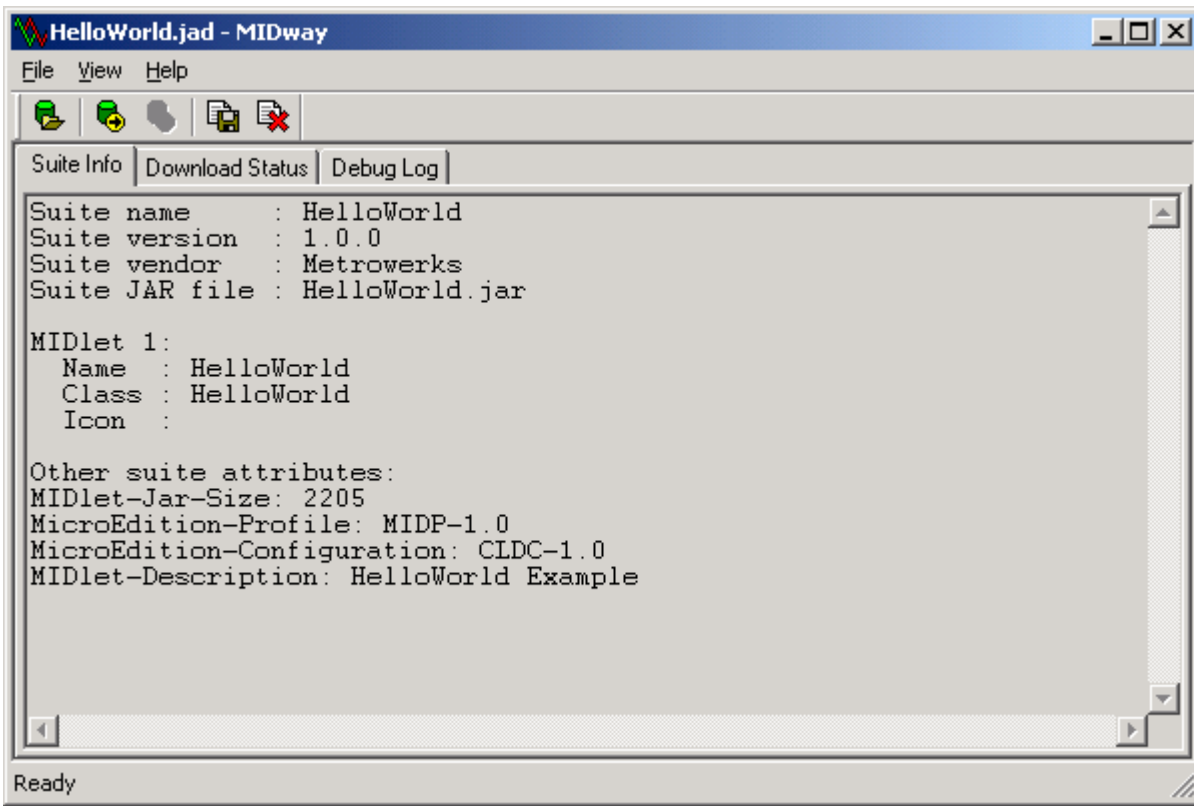 HelloWorld.jad - MIDway
File View Help
Suite Info Download Status Debug Log
Suite name : HelloWorld
Suite version : 1.0.0
Suite vendor : Metrowerks
Suite JAR file : HelloWorld.jar
MIDlet 1:
Name : HelloWorld
Class : HelloWorld
Icon :
Other suite attributes:
MIDlet-Jar-Size: 2205
MicroEdition-Profile: MIDP-1.0
MicroEdition-Configuration: CLDC-1.0
MIDlet-Description: HelloWorld Example
Ready